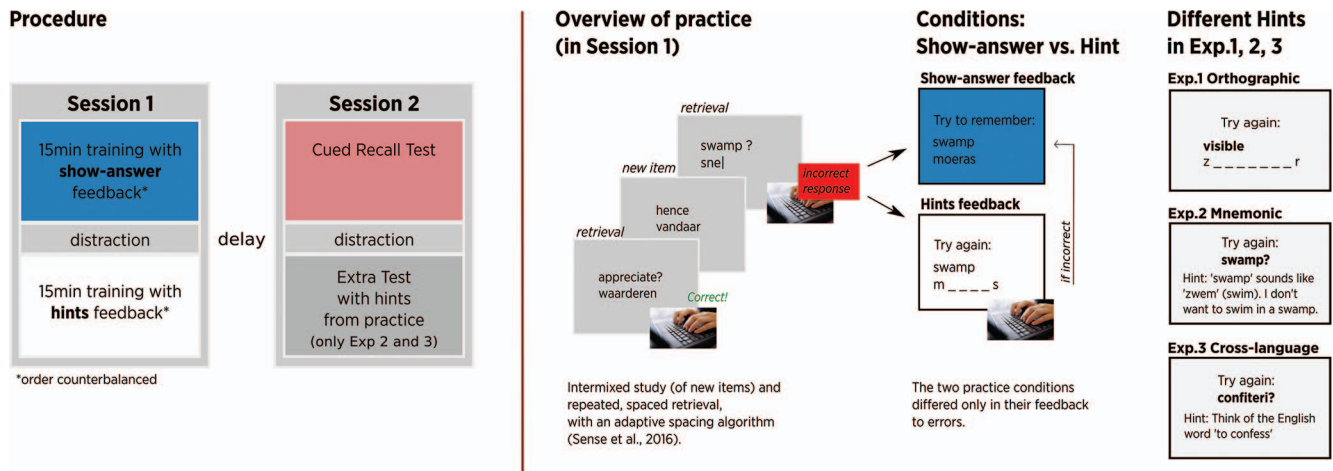 Procedure
Session 1
15min training with
show-answer
feedback*
distraction
15min training with
hints feedback*
*order counterbalanced
delay
Session 2
Cued Recall Test
distraction
Extra Test
with hints
from practice
(only Exp 2 and 3)
Overview of practice
(in Session 1)
retrieval
swamp ?
sne|
incorrect
response
new item
hence
vandaar
retrieval
appreciate?
waarderen
Correct!
Intermixed study (of new items) and
repeated, spaced retrieval,
with an adaptive spacing algorithm
(Sense et al., 2016).
Conditions:
Show-answer vs. Hint
Show-answer feedback
Try to remember:
swamp
moeras
Hints feedback
Try again:
swamp
m _ _ _ _ s
if incorrect
The two practice conditions
differed only in their feedback
to errors.
Different Hints
in Exp.1, 2, 3
Exp.1 Orthographic
Try again:
visible
z _ _ _ _ _ _ _ r
Exp.2 Mnemonic
Try again:
swamp?
Hint: 'swamp' sounds like
'zwem' (swim). I don't
want to swim in a swamp.
Exp.3 Cross-language
Try again:
confiteri?
Hint: Think of the English
word 'to confess'